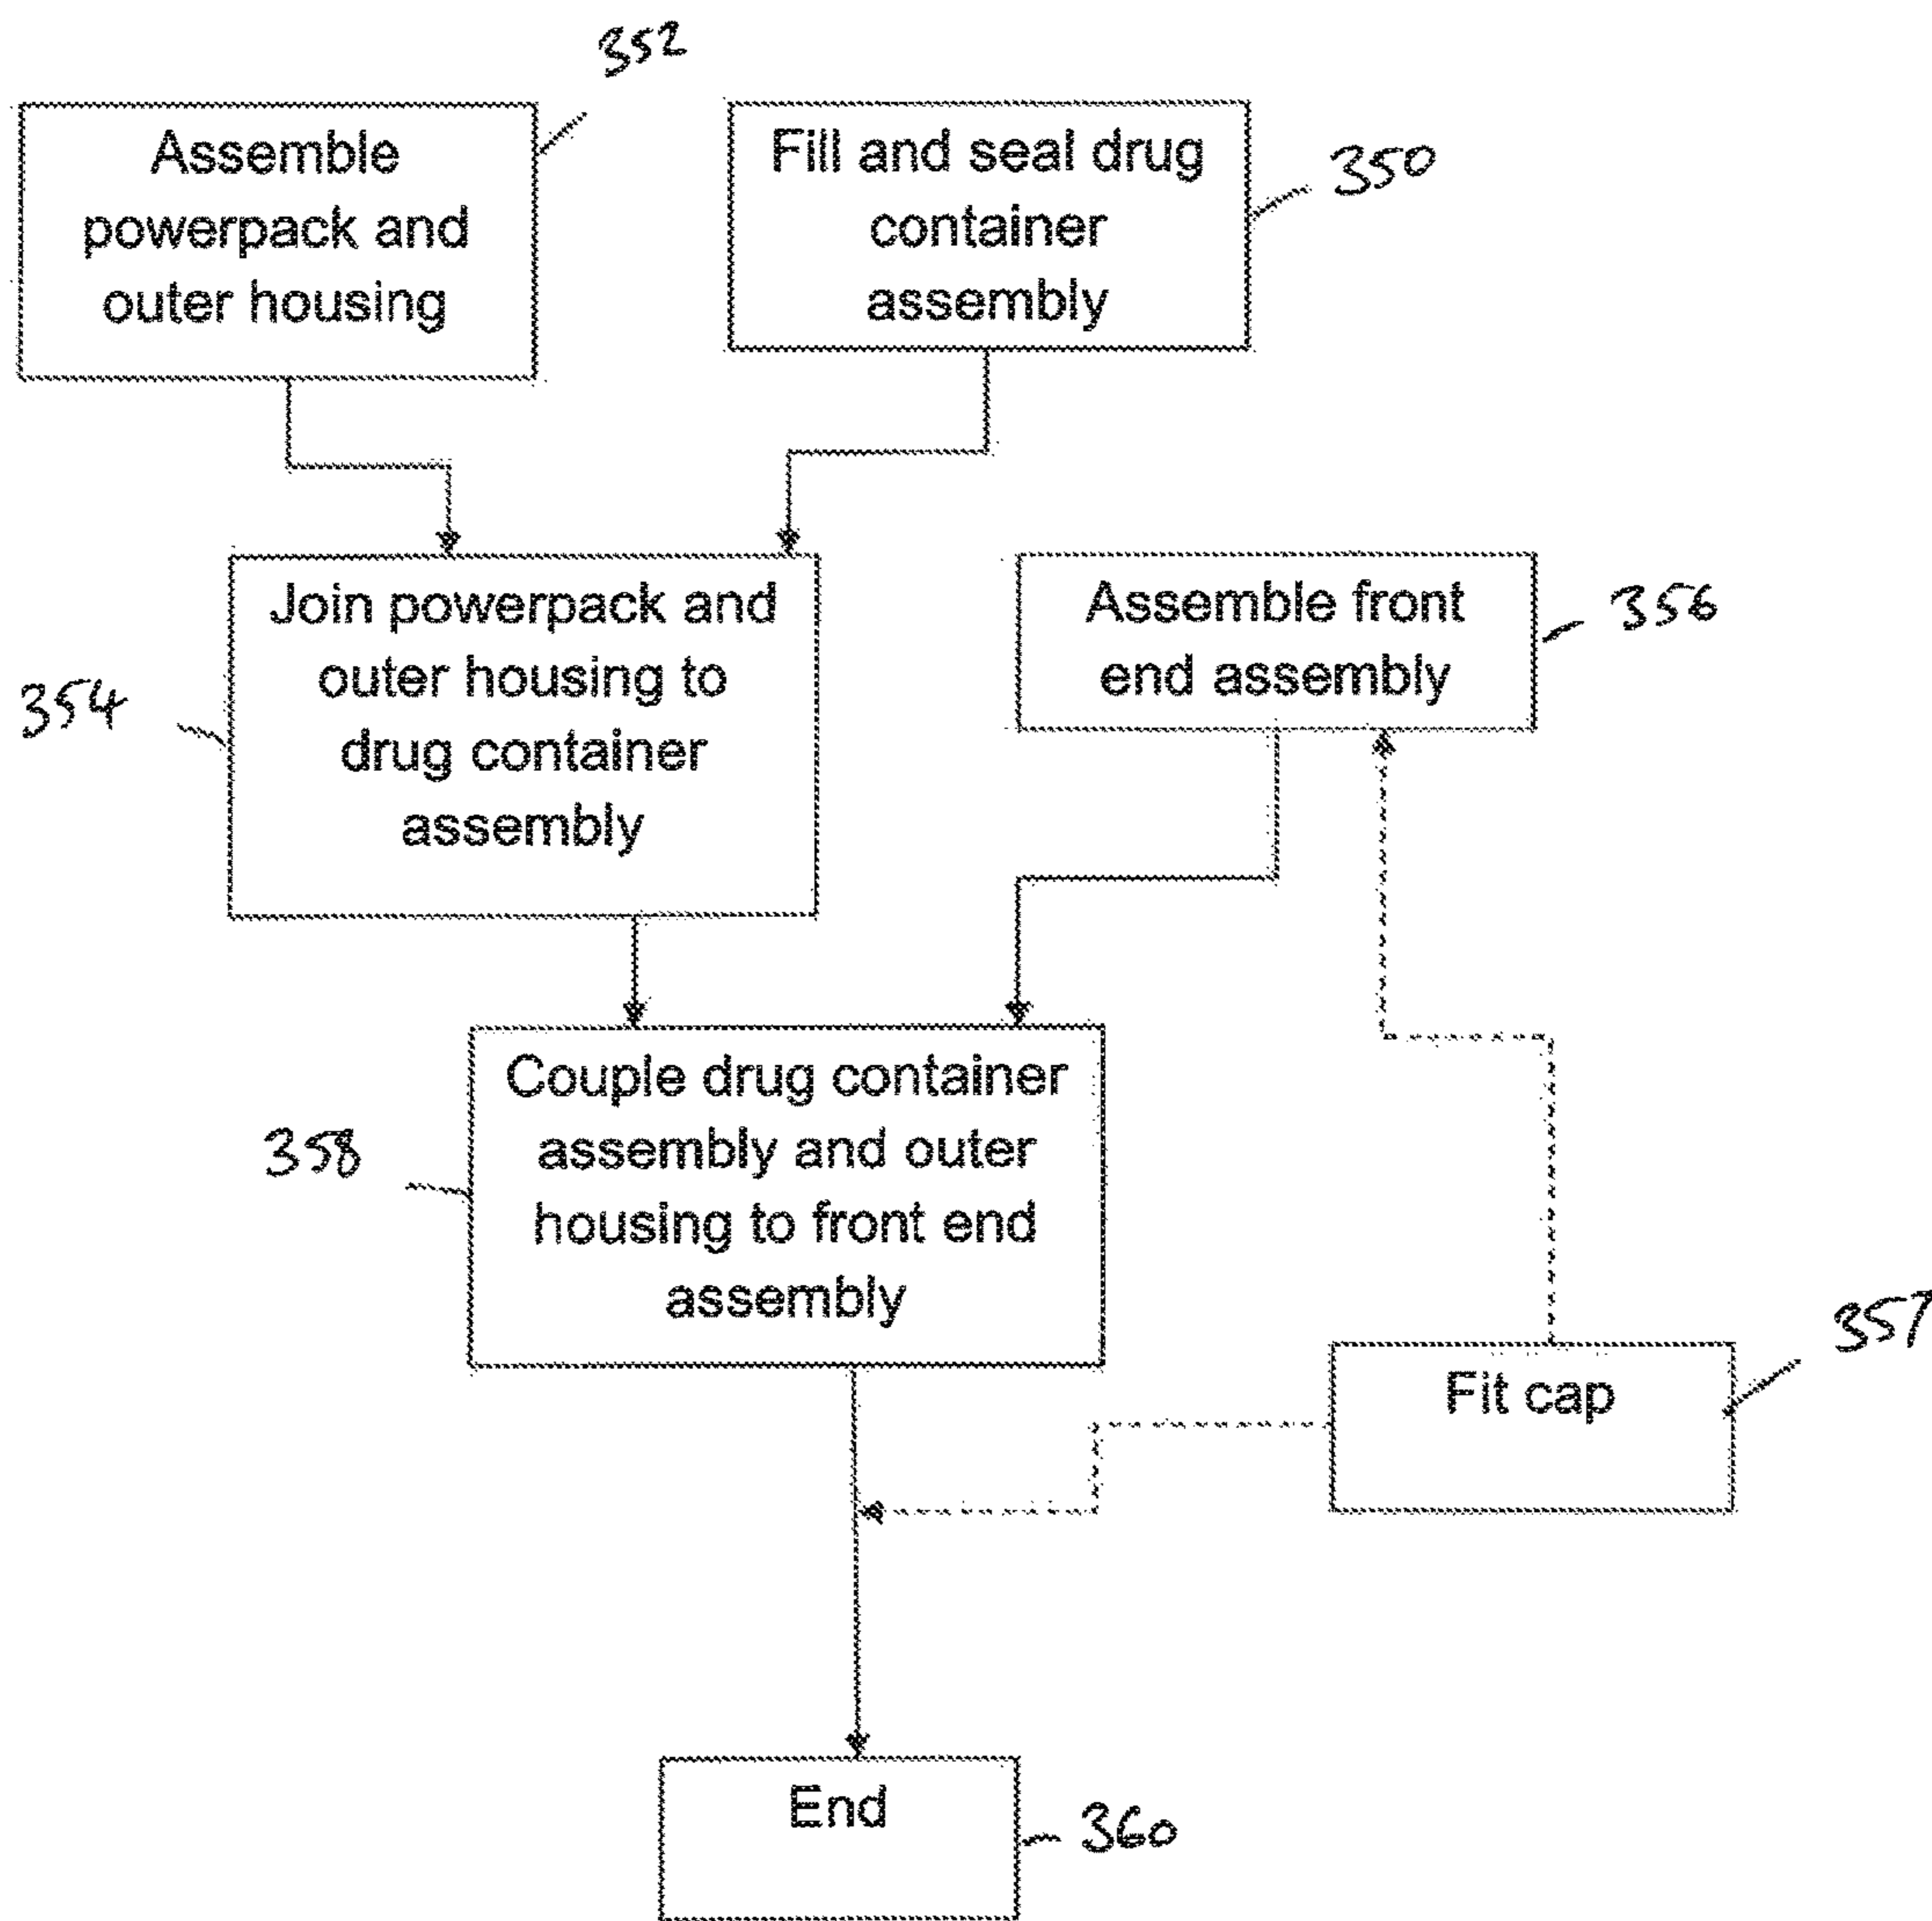 352
Assemble
powerpack and
outer housing
Fill and seal drug
container
assembly
350
Join powerpack and
outer housing to
drug container
assembly
354
Assemble front
end assembly
356
Couple drug container
assembly and outer
housing to front end
assembly
358
Fit cap
357
End
360